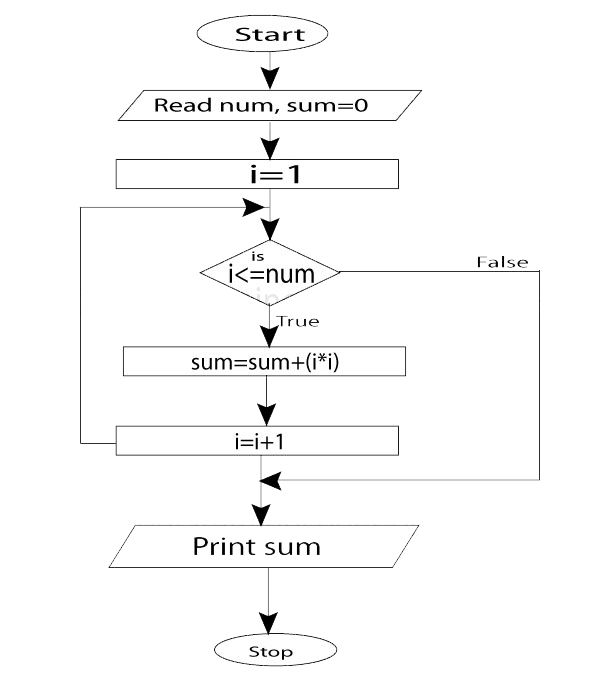 Start
Read num, sum=0
i=1
is
i<=num
False
True
sum=sum+(i*i)
i=i+1
Print sum
Stop